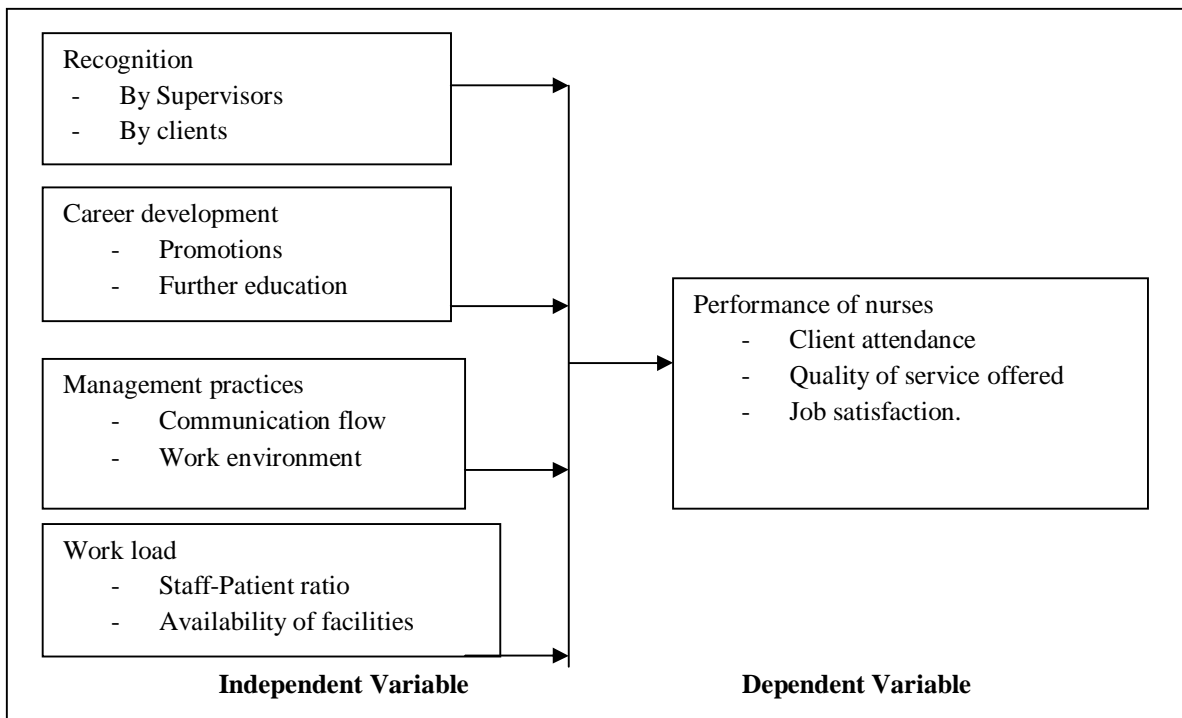 Recognition
- By Supervisors
- By clients
Career development
- Promotions
- Further education
Management practices
- Communication flow
- Work environment
Work load
- Staff-Patient ratio
- Availability of facilities
Performance of nurses
- Client attendance
- Quality of service offered
- Job satisfaction.
Independent Variable
Dependent Variable